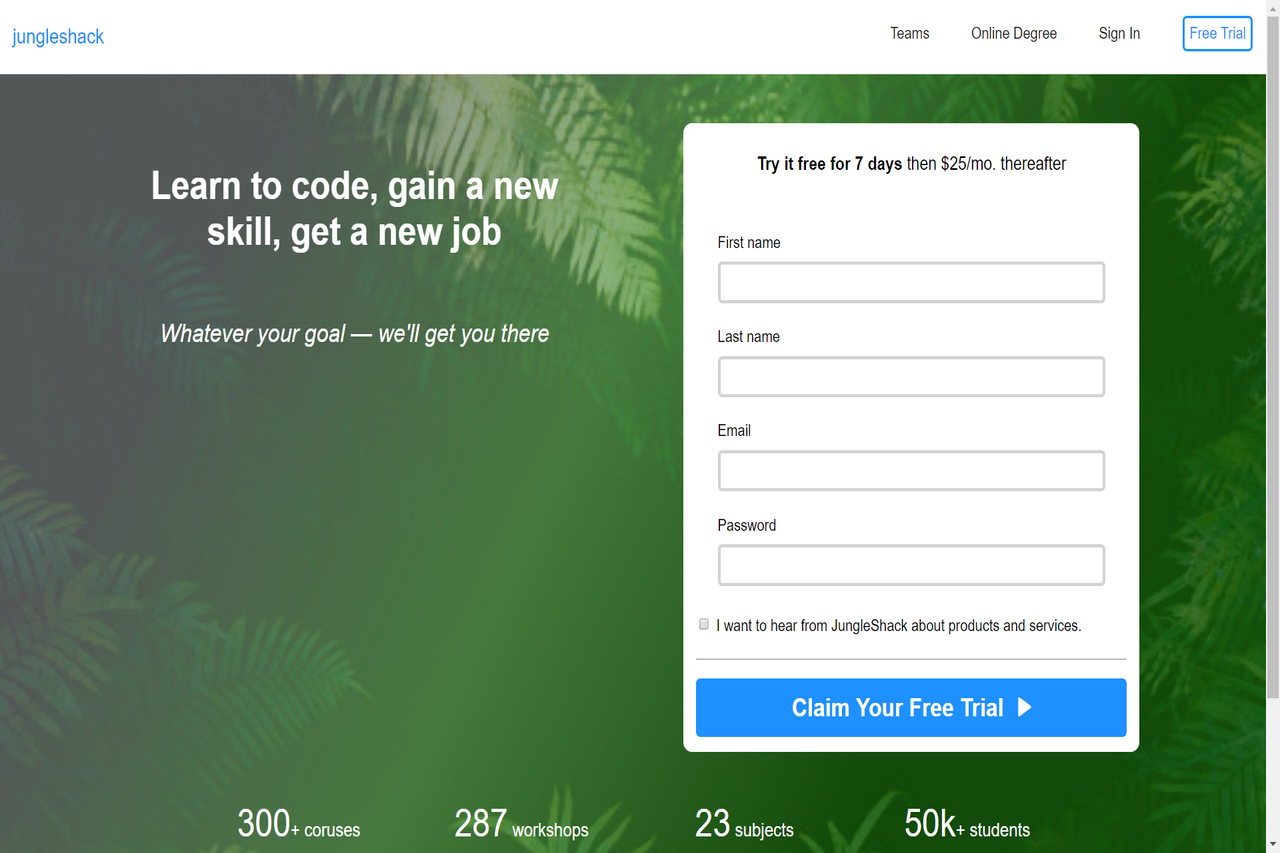 jungleshack
Teams Online Degree Sign In Free Trial
Learn to code, gain a new
skill, get a new job
Whatever your goal — we'll get you there
Try it free for 7 days then $25/mo. thereafter
First name
Last name
Email
Password
I want to hear from JungleShack about products and services.
Claim Your Free Trial
300+ coruses 287 workshops 23 subjects 50k+ students